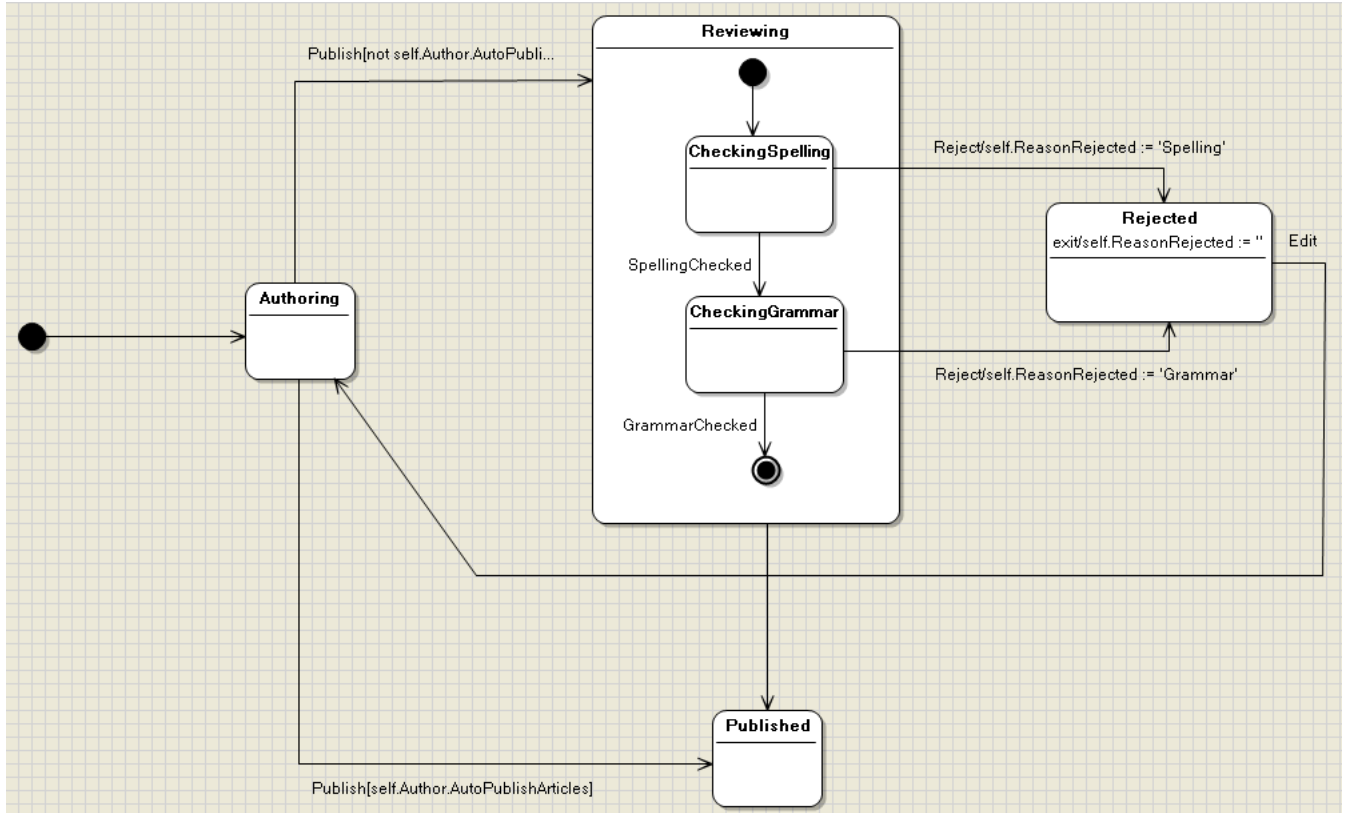 Reviewing
Publish[not self.Author.AutoPubli...
CheckingSpelling
Reject/self.ReasonRejected := 'Spelling'
Rejected
exit/self.ReasonRejected := ''
Edit
SpellingChecked
Authoring
CheckingGrammar
Reject/self.ReasonRejected := 'Grammar'
GrammarChecked
Published
Publish[self.Author.AutoPublishArticles]